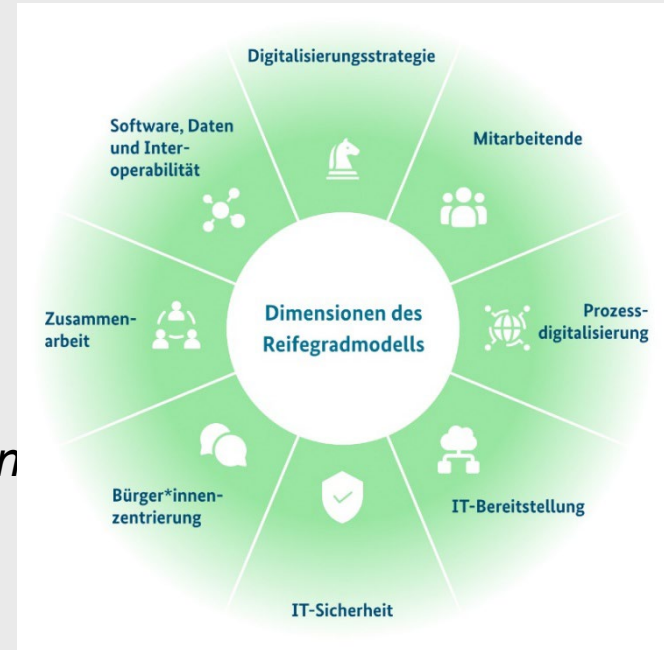 Digitalisierungsstrategie
Mitarbeitende
Prozess-
digitalisierung
IT-Bereitstellung
IT-Sicherheit
Bürger*innen-
zentrierung
Zusammen-
arbeit
Software, Daten
und Inter-
operabilität
Dimensionen des
Reifegradmodells